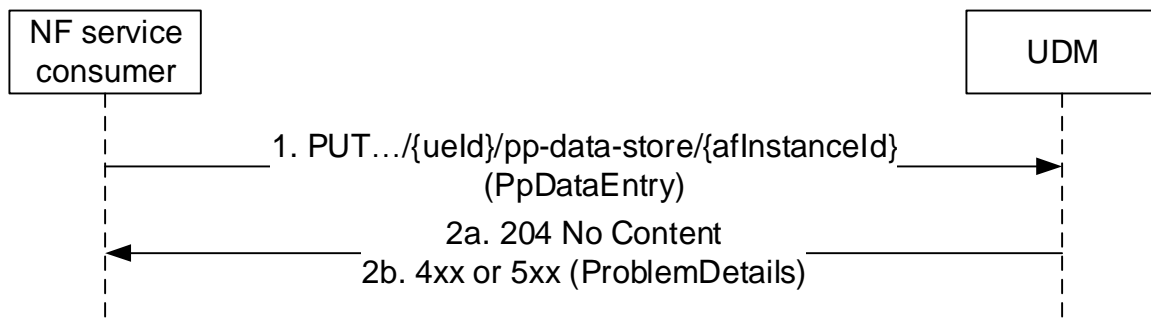 NF service
consumer
UDM
1. PUT…/{ueId}/pp-data-store/{afInstanceId}
(PpDataEntry)
2a. 204 No Content
2b. 4xx or 5xx (ProblemDetails)